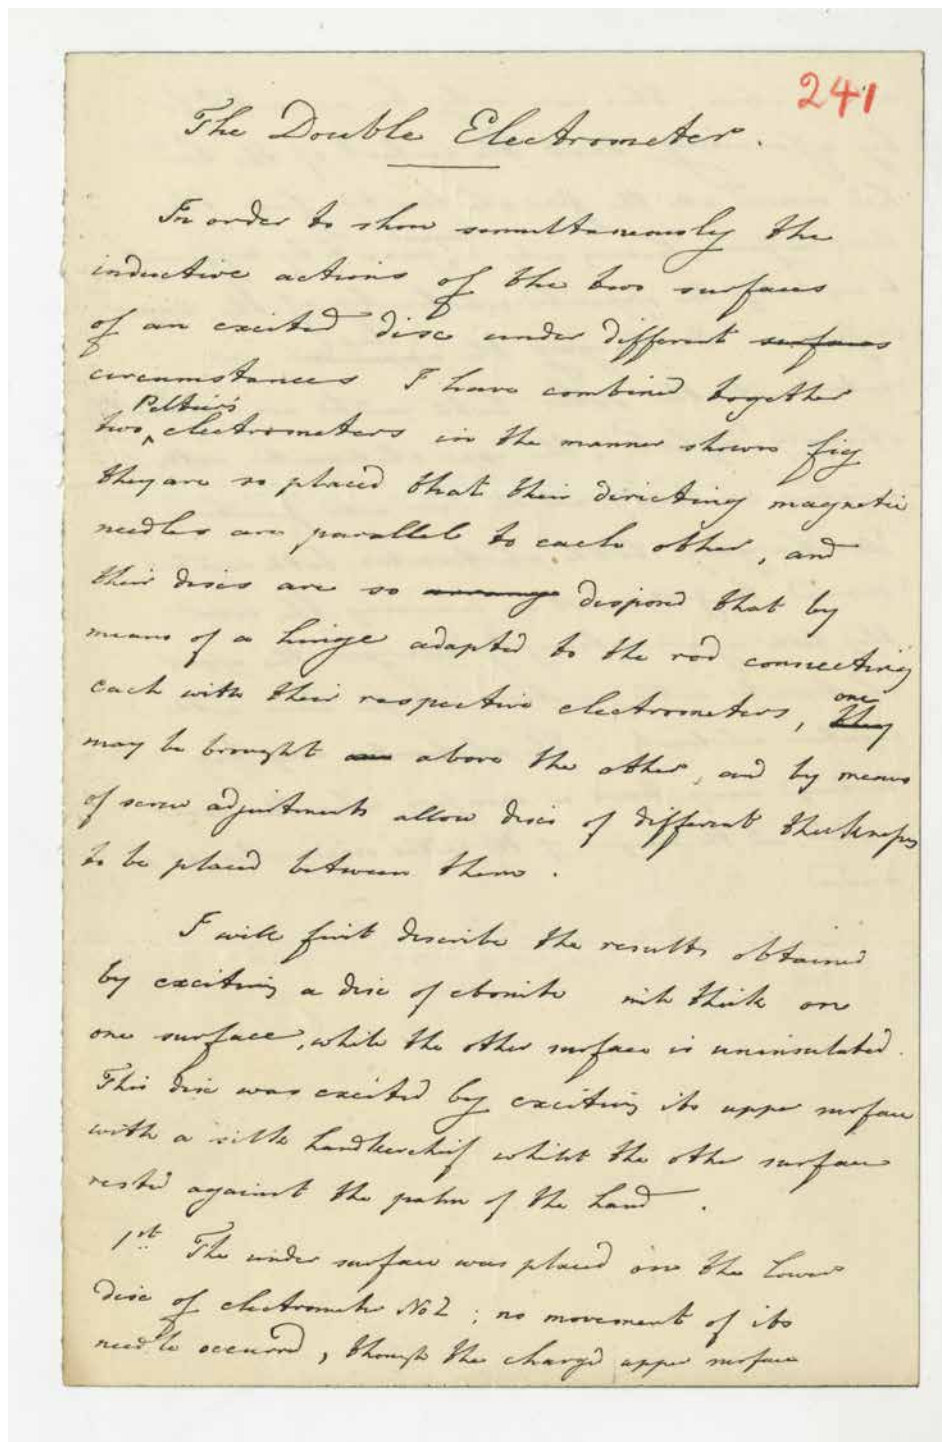 241
The Double Electrometer.
In order to show simultaneously the
inductive actions of the two surfaces
of an excited disc under different surfaces
circumstances I have combined together
Peltier's
two electrometers in the manner shown fig
they are so placed that their directing magnetic
needles are parallel to each other, and
their discs are so arrange disposed that by
means of a hinge adapted to the rod connecting
each with their respective electrometers, they
one
may be brought above the other, and by means
of screw adjustments allow discs of different thickness
to be placed between them.
I will first describe the results obtained
by exciting a disc of ebonite inch thick on
one surface, while the other surface is uninsulated.
This disc was excited by exciting its upper surface
with a silk handkerchief whilst the other surface
rested against the palm of the hand.
1st The under surface was placed on the lower
disc of electrometer No 2; no movement of its
needle occurred, though the charged upper surface